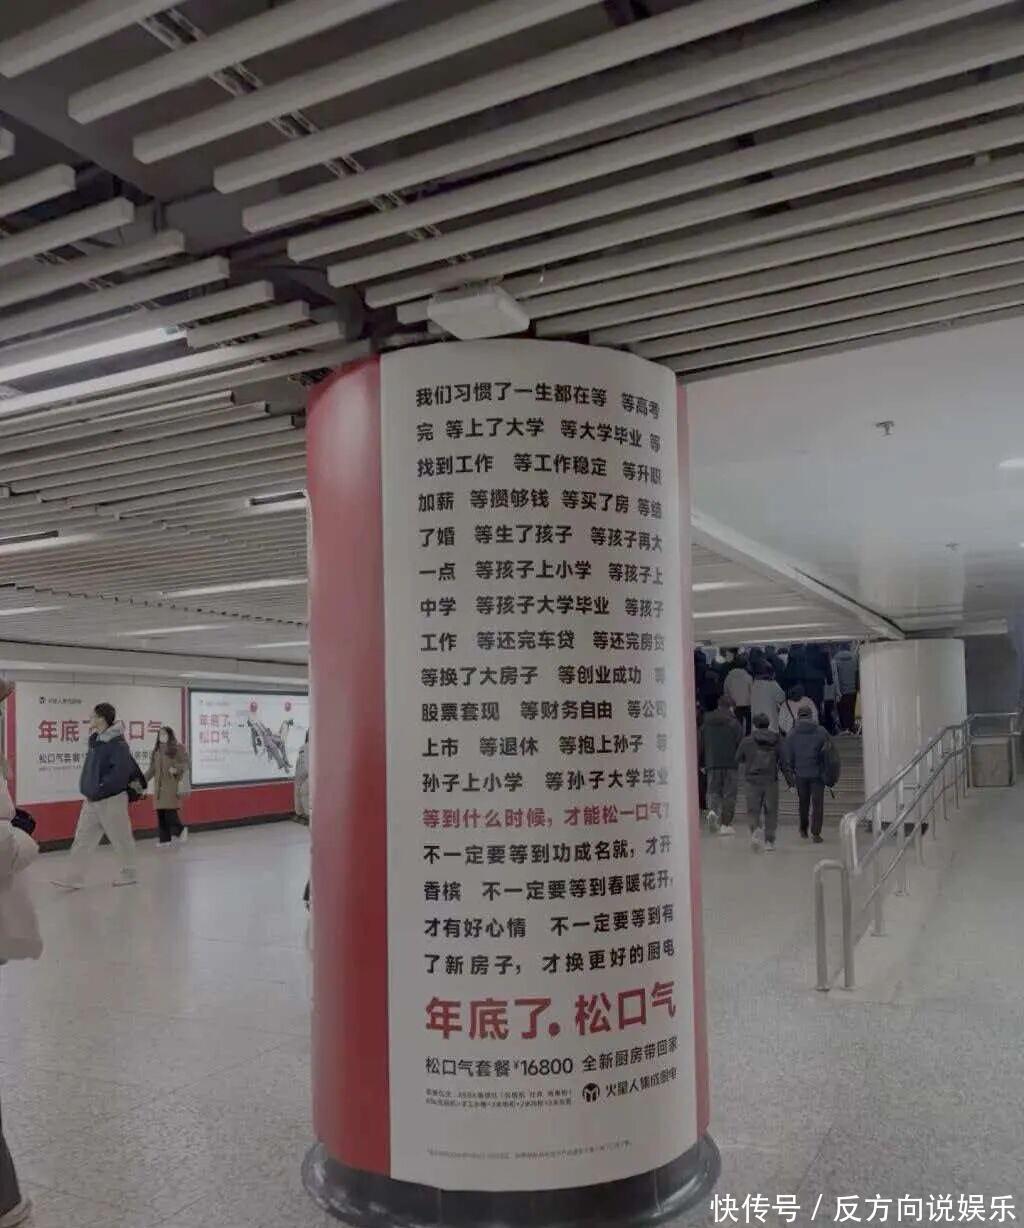 我们习惯了一生都在等 等高考
完 等上了大学 等大学毕业 等
找到工作 等工作稳定 等升职
加薪 等攒够钱 等买了房 等结
了婚 等生了孩子 等孩子再大
一点 等孩子上小学 等孩子上
中学 等孩子大学毕业 等孩子
工作 等还完车贷 等还完房贷
等换了大房子 等创业成功 等
股票套现 等财务自由 等公司
上市 等退休 等抱上孙子 等
孙子上小学 等孙子大学毕业
等到什么时候，才能松一口气
不一定要等到功成名就，才开
香槟 不一定要等到春暖花开，
才有好心情 不一定要等到有
了新房子，才换更好的厨电
年底了。松口气
松口气套餐¥16800 全新厨房带回家
火星人集成厨电
年底 松口气
松口气套餐
年底了
松口气
快传号 / 反方向说娱乐